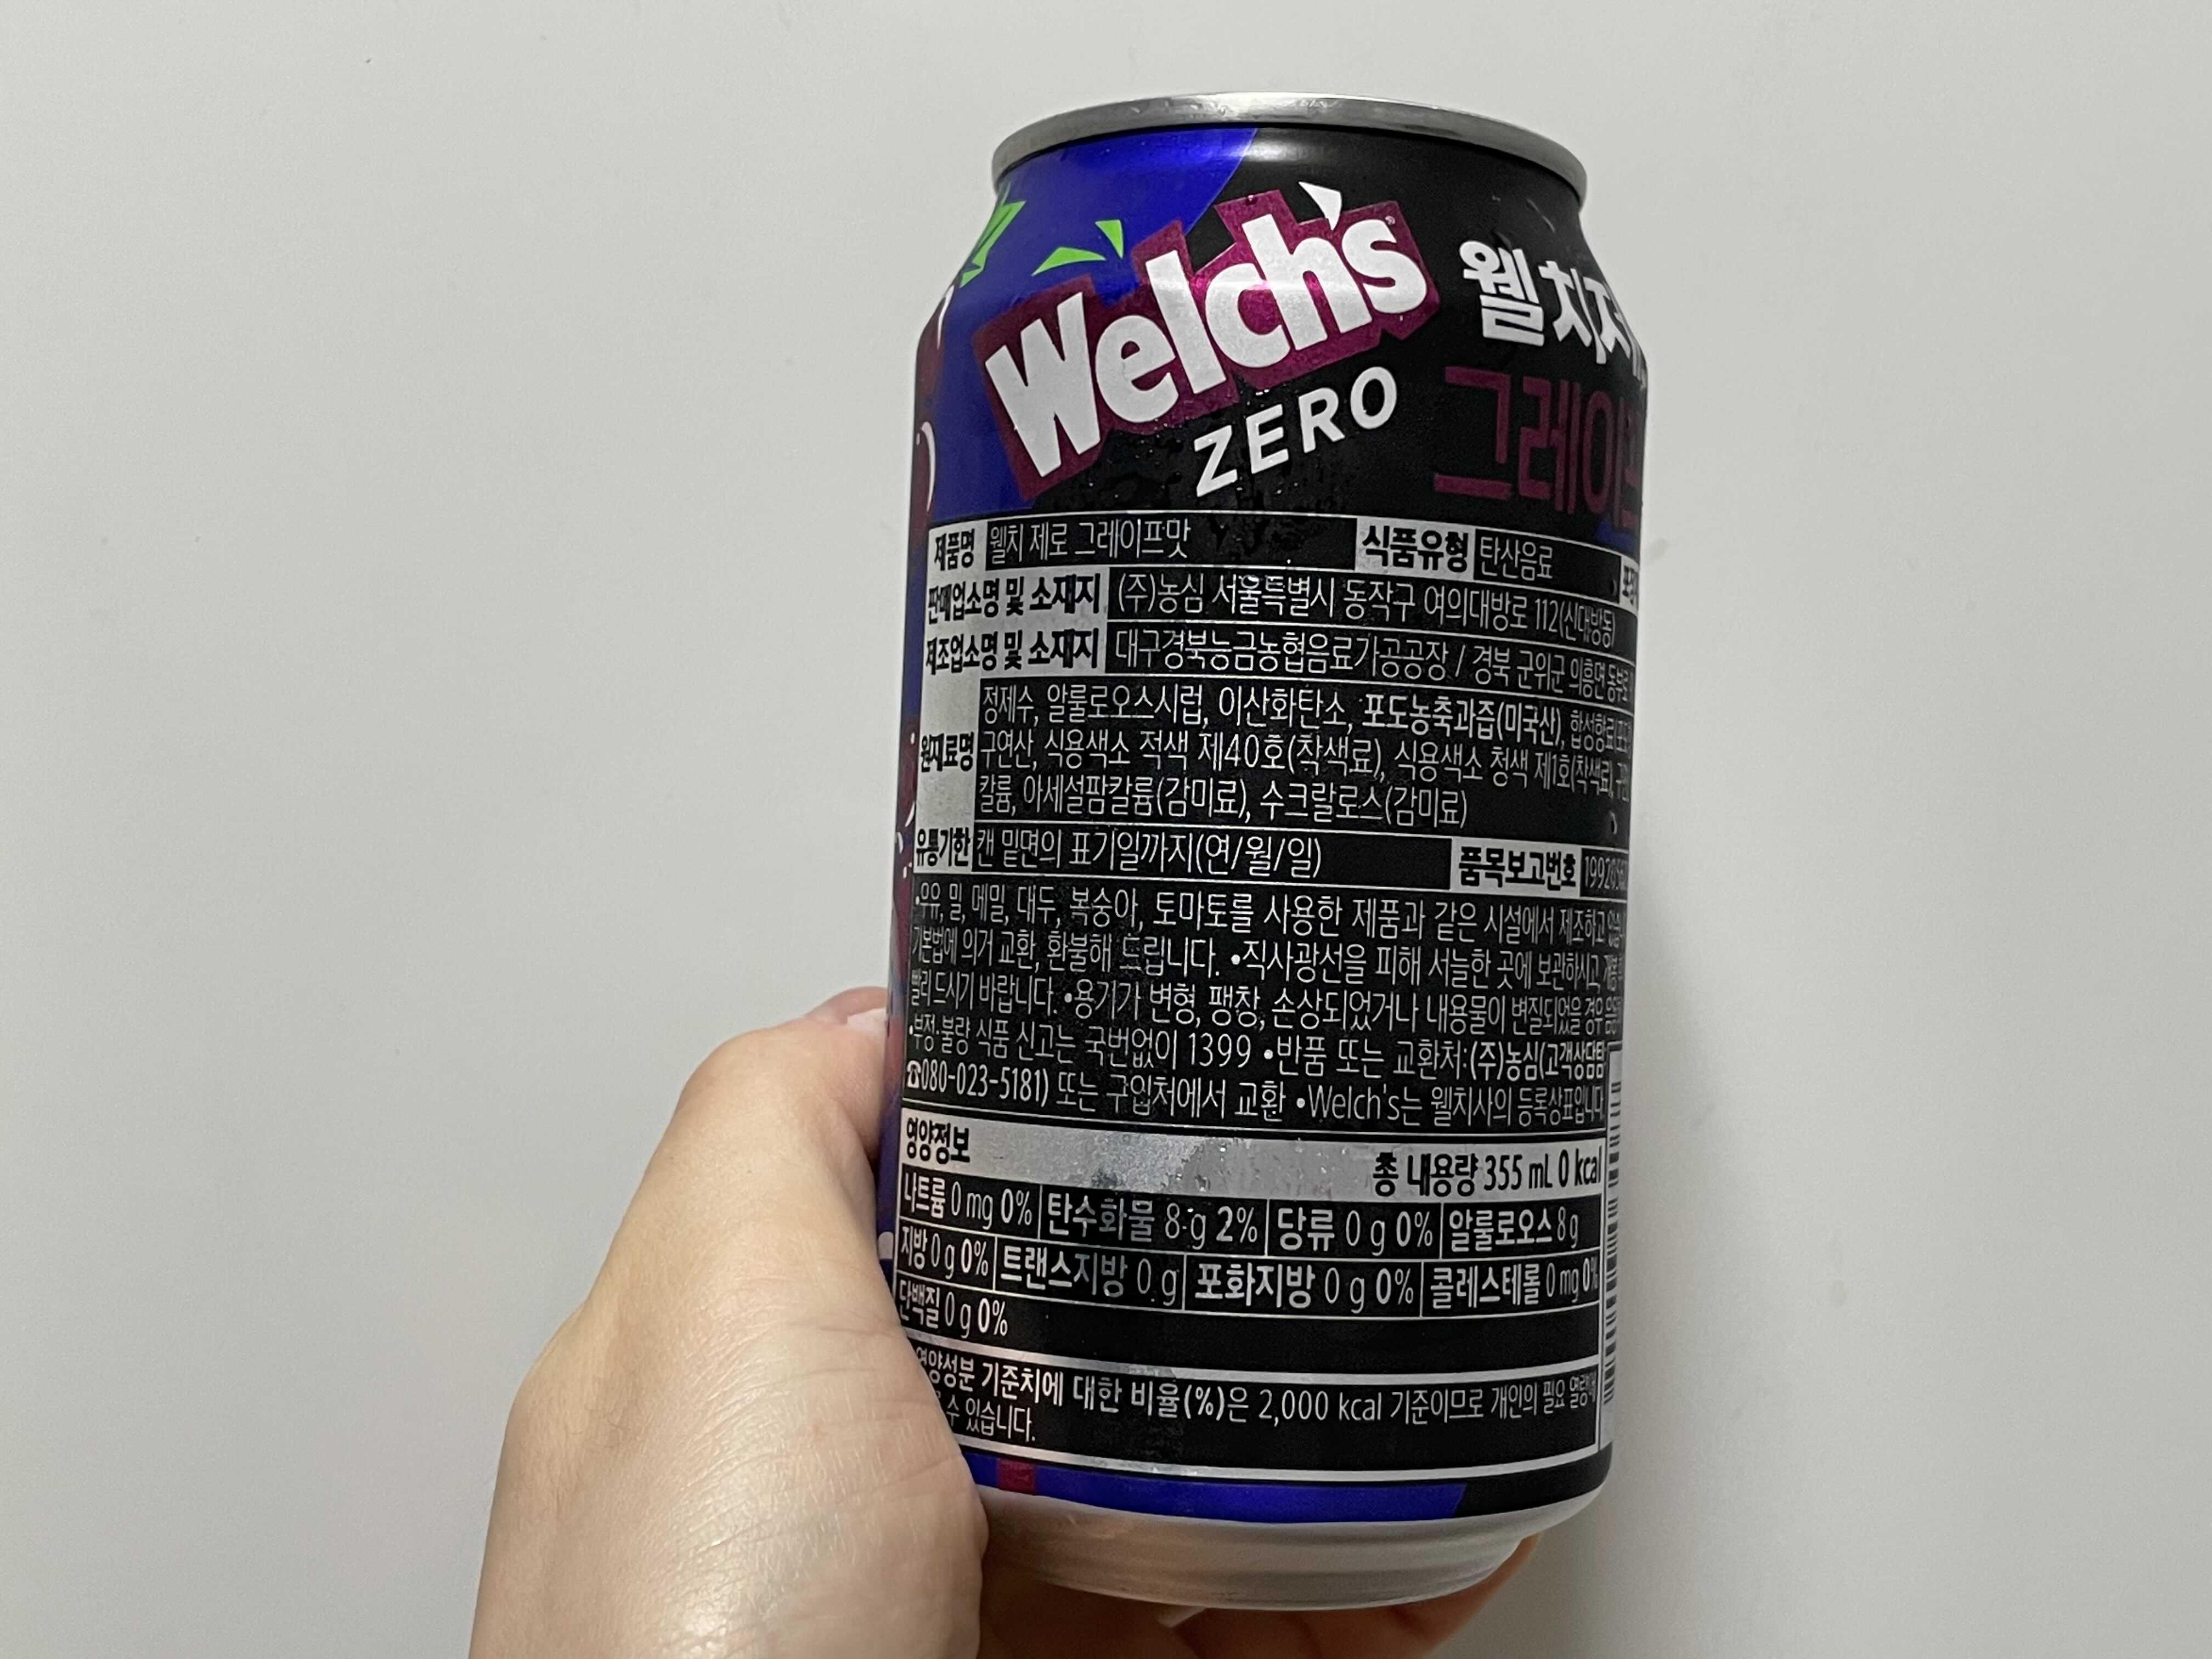 Welch's®
ZERO
웰치제
그레이프
제품명 웰치 제로 그레이프맛 식품유형 탄산음료
판매업소명 및 소재지 (주)농심 서울특별시 동작구 여의대방로 112(신대방동)
제조업소명 및 소재지 대구경북능금농협음료가공공장 / 경북 군위군 의흥면 동부로
원재료명 정제수, 알룰로오스시럽, 이산화탄소, 포도농축과즙(미국산), 합성향료
구연산, 식용색소 적색 제40호(착색료), 식용색소 청색 제1호(착색료),
칼륨, 아세설팜칼륨(감미료), 수크랄로스(감미료)
유통기한 캔 밑면의 표기일까지(연/월/일) 품목보고번호
•우유, 밀, 메밀, 대두, 복숭아, 토마토를 사용한 제품과 같은 시설에서 제조하고
기본법에 의거 교환, 환불해 드립니다. •직사광선을 피해 서늘한 곳에 보관하시고,
빨리 드시기 바랍니다. •용기가 변형, 팽창, 손상되었거나 내용물이 변질되었을 경우
•부정·불량 식품 신고는 국번없이 1399 •반품 또는 교환처:(주)농심(고객상담팀
☎080-023-5181) 또는 구입처에서 교환 •Welch's는 웰치사의 등록상표입니다.
영양정보 총 내용량 355 mL 0 kcal
나트륨 0 mg 0% 탄수화물 8 g 2% 당류 0 g 0% 알룰로오스 8 g
지방 0 g 0% 트랜스지방 0 g 포화지방 0 g 0% 콜레스테롤 0 mg 0%
단백질 0 g 0%
영양성분 기준치에 대한 비율(%)은 2,000 kcal 기준이므로 개인의 필요 열량에
수 있습니다.